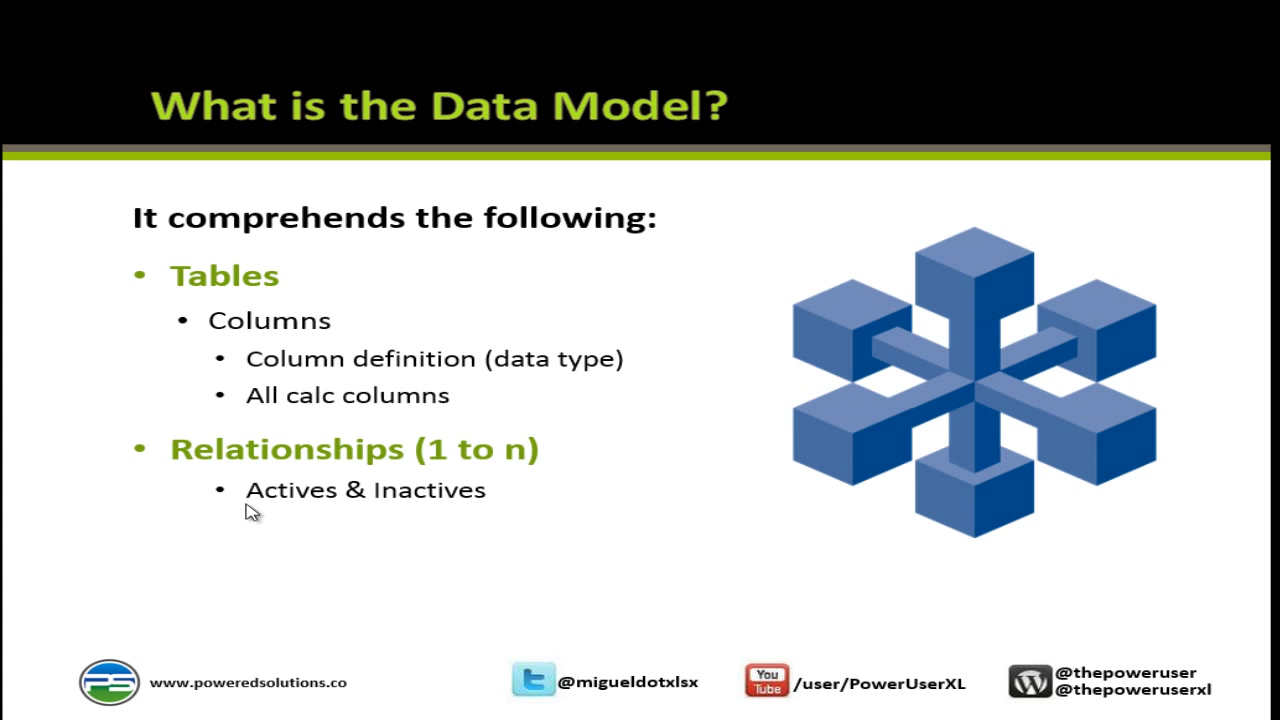 What is the Data Model?
It comprehends the following:
• Tables
• Columns
• Column definition (data type)
• All calc columns
• Relationships (1 to n)
• Actives & Inactives
www.poweredsolutions.co
@migueldotxlsx
You Tube
/user/PowerUserXL
@thepoweruser
@thepoweruserxl